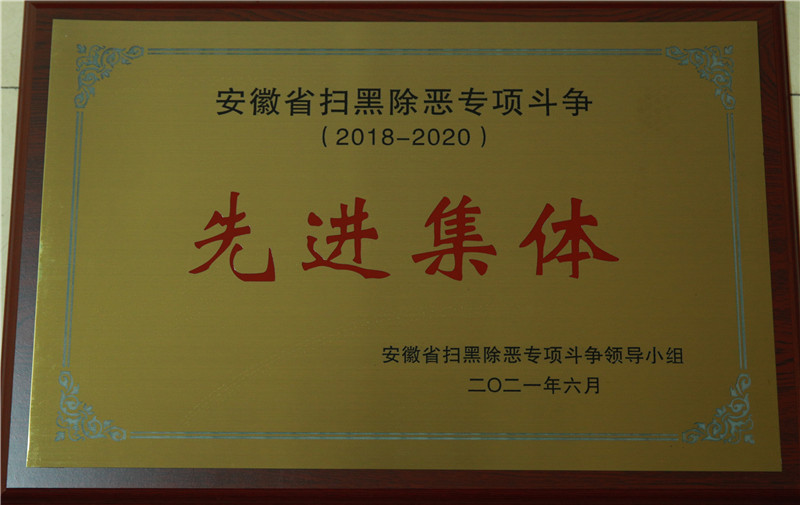 安徽省扫黑除恶专项斗争
（2018-2020）
先进集体
安徽省扫黑除恶专项斗争领导小组
二〇二一年六月